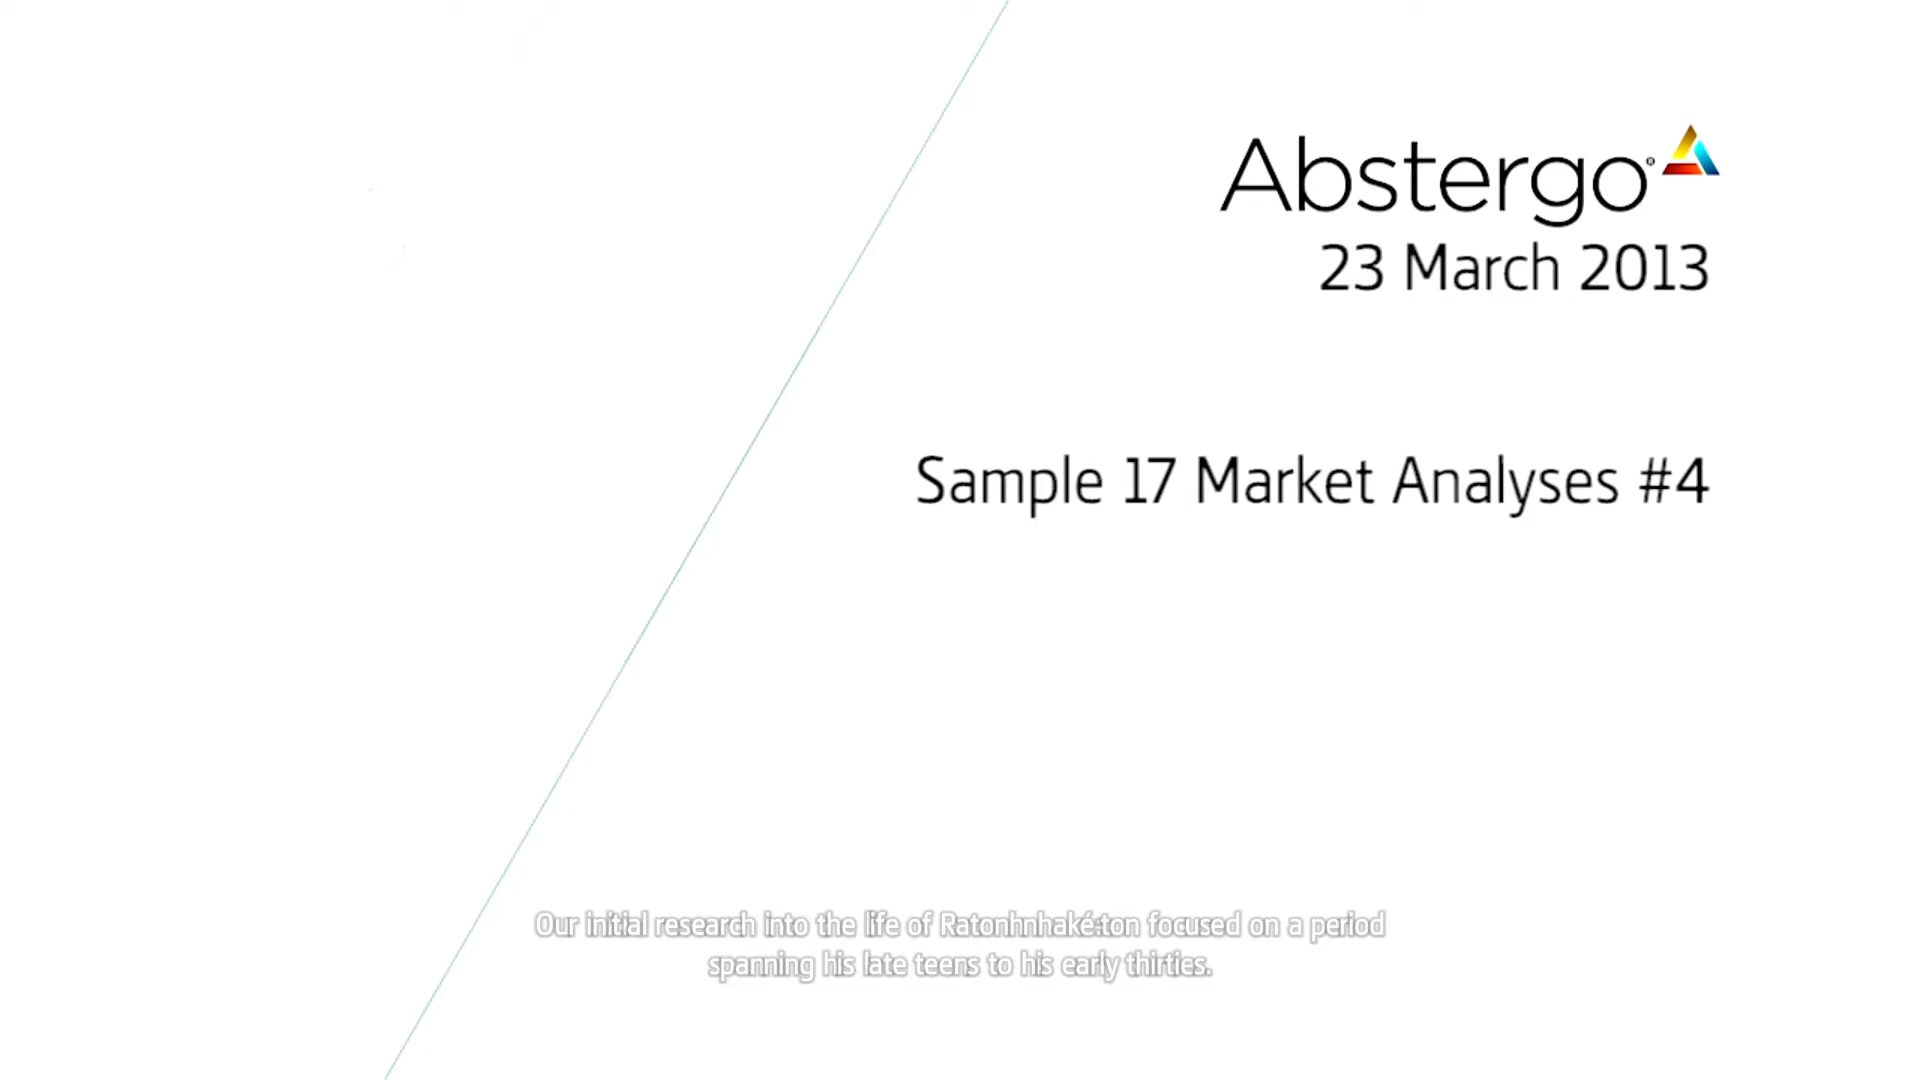 Abstergo®
23 March 2013
Sample 17 Market Analyses #4
Our initial research into the life of Ratonhnhaké:ton focused on a period
spanning his late teens to his early thirties.